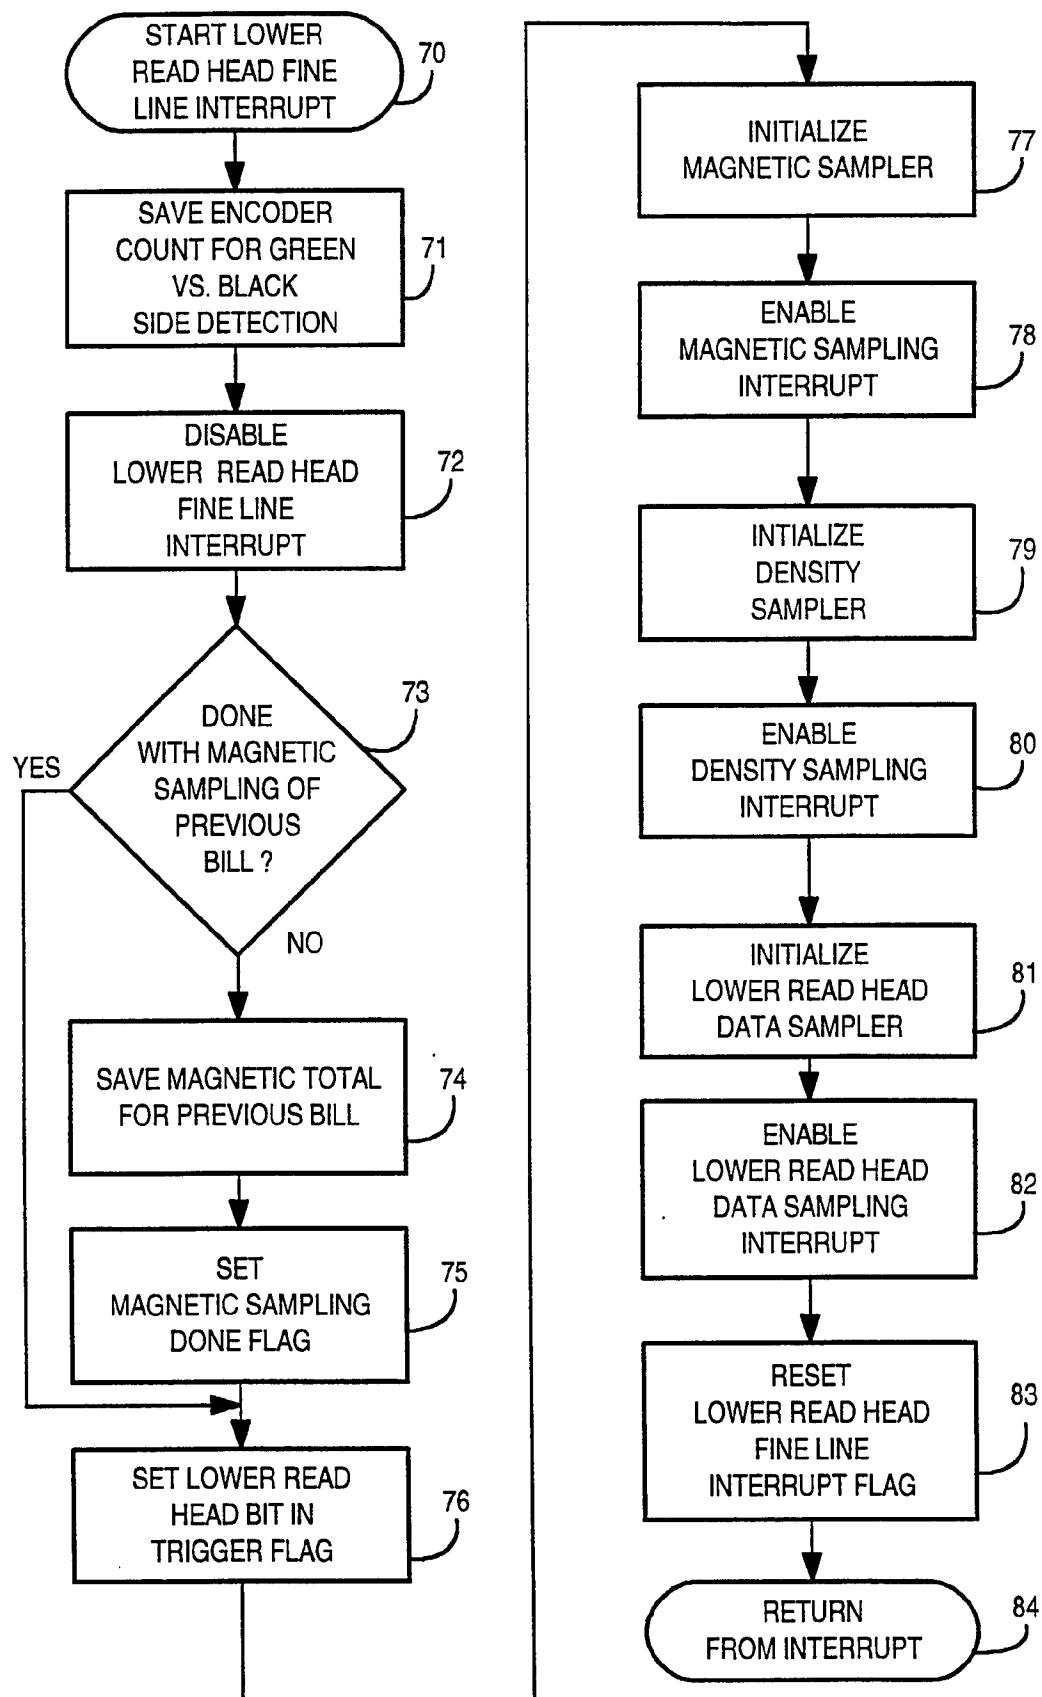 START LOWER
READ HEAD FINE
LINE INTERRUPT
70
SAVE ENCODER
COUNT FOR GREEN
VS. BLACK
SIDE DETECTION
71
DISABLE
LOWER READ HEAD
FINE LINE
INTERRUPT
72
DONE
WITH MAGNETIC
SAMPLING OF
PREVIOUS
BILL ?
73
YES
NO
SAVE MAGNETIC TOTAL
FOR PREVIOUS BILL
74
SET
MAGNETIC SAMPLING
DONE FLAG
75
SET LOWER READ
HEAD BIT IN
TRIGGER FLAG
76
INITIALIZE
MAGNETIC SAMPLER
77
ENABLE
MAGNETIC SAMPLING
INTERRUPT
78
INTIALIZE
DENSITY
SAMPLER
79
ENABLE
DENSITY SAMPLING
INTERRUPT
80
INITIALIZE
LOWER READ HEAD
DATA SAMPLER
81
ENABLE
LOWER READ HEAD
DATA SAMPLING
INTERRUPT
82
RESET
LOWER READ HEAD
FINE LINE
INTERRUPT FLAG
83
RETURN
FROM INTERRUPT
84